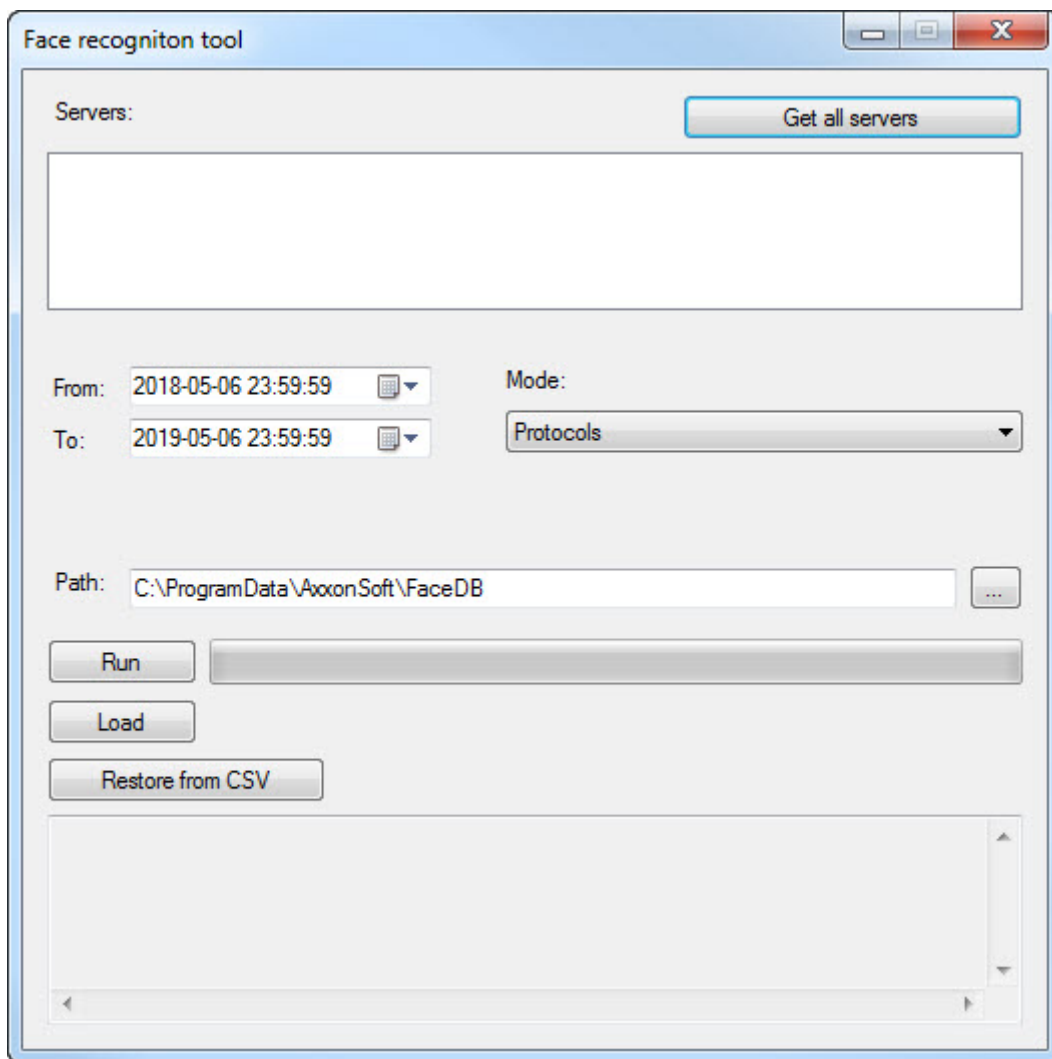 Face recogniton tool
Servers:
Get all servers
From:
2018-05-06 23:59:59
Mode:
To:
2019-05-06 23:59:59
Protocols
Path:
C:\ProgramData\AxxonSoft\FaceDB
...
Run
Load
Restore from CSV